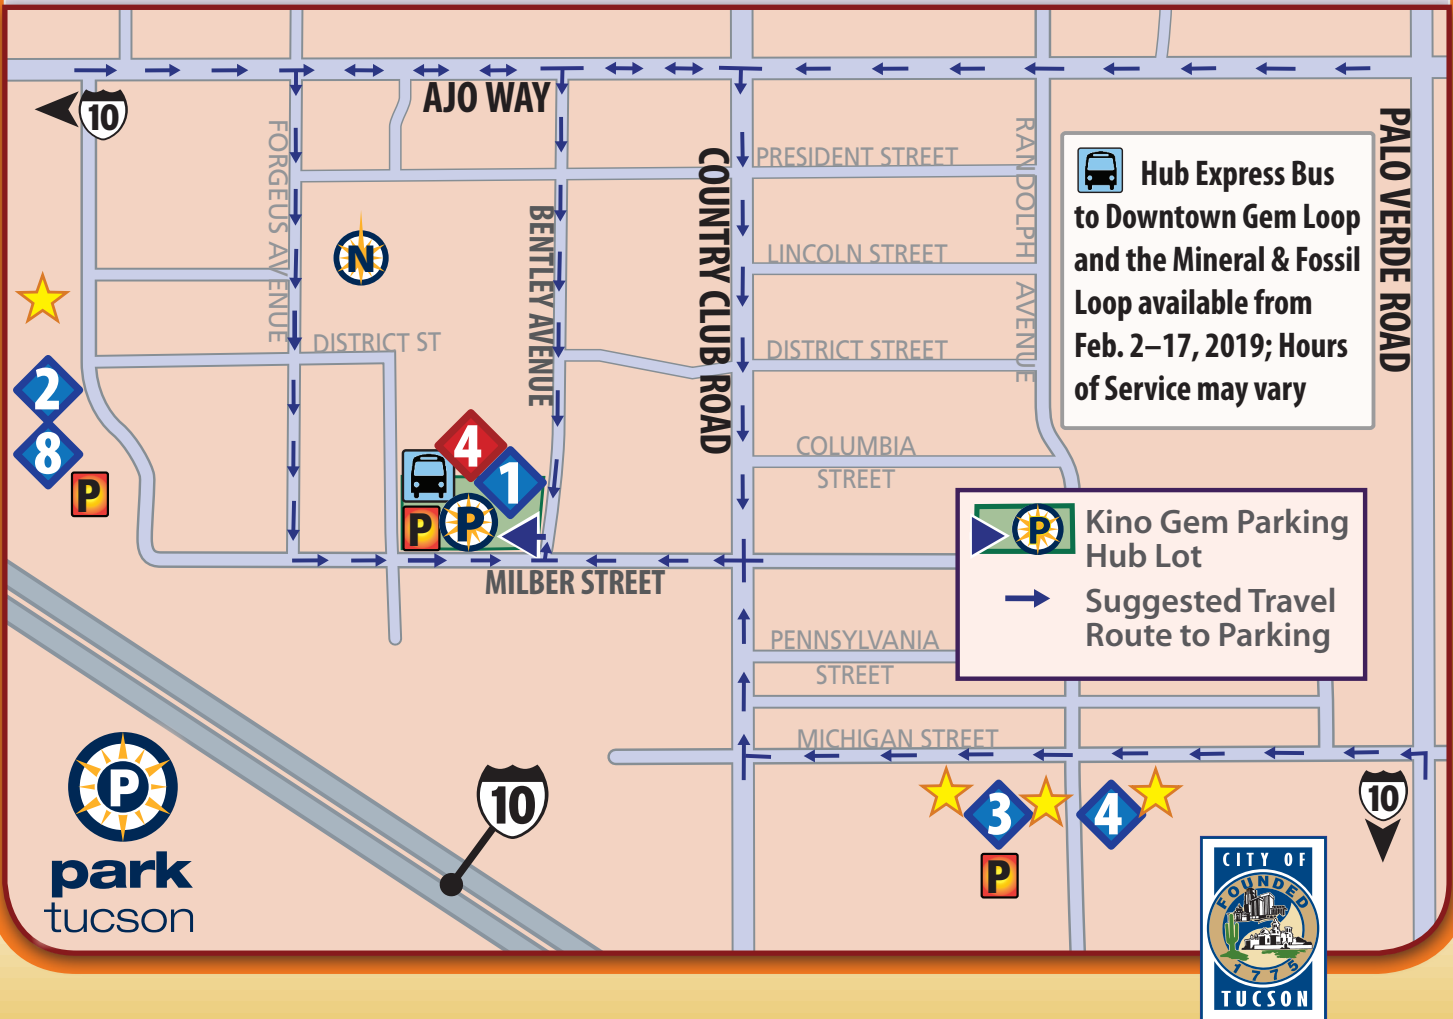 AJO WAY
10
FORGEUS AVENUE
PRESIDENT STREET
RANDOLPH AVENUE
PALO VERDE ROAD
COUNTRY CLUB ROAD
BENTLEY AVENUE
Hub Express Bus
to Downtown Gem Loop
and the Mineral & Fossil
Loop available from
Feb. 2–17, 2019; Hours
of Service may vary
N
LINCOLN STREET
DISTRICT ST
DISTRICT STREET
2
8
P
4
1
P
P
COLUMBIA
STREET
P
Kino Gem Parking
Hub Lot
Suggested Travel
Route to Parking
MILBER STREET
PENNSYLVANIA
STREET
MICHIGAN STREET
P
park
tucson
10
3
4
P
10
CITY OF
FOUNDED
1775
TUCSON